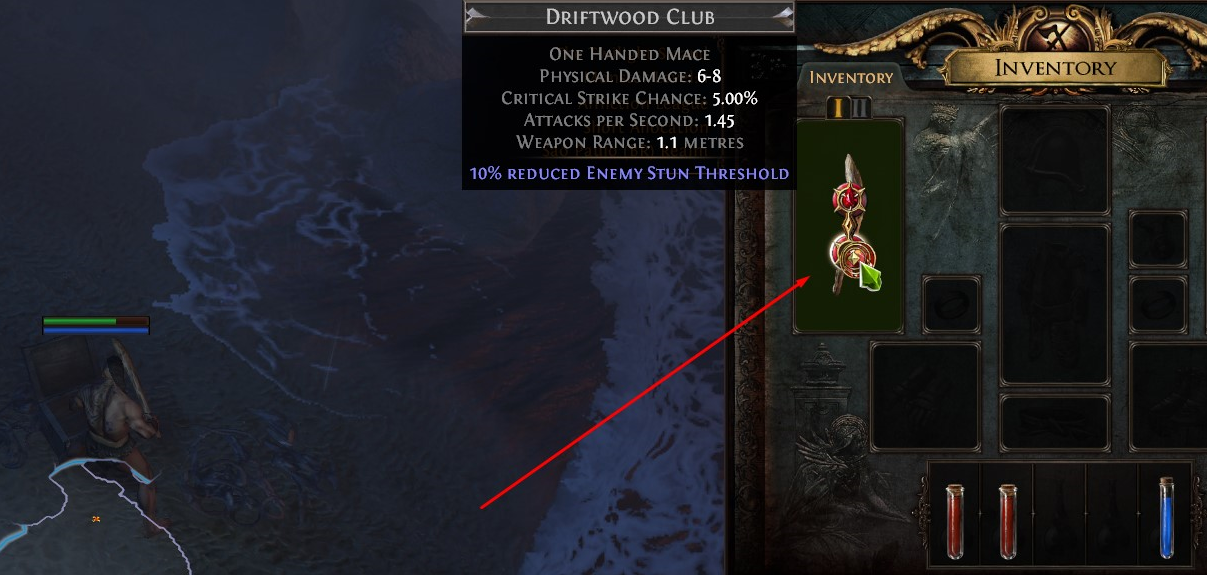 Driftwood Club
One Handed Mace
Physical Damage: 6-8
Critical Strike Chance: 5.00%
Attacks per Second: 1.45
Weapon Range: 1.1 metres
10% reduced Enemy Stun Threshold
Inventory
Inventory
I II